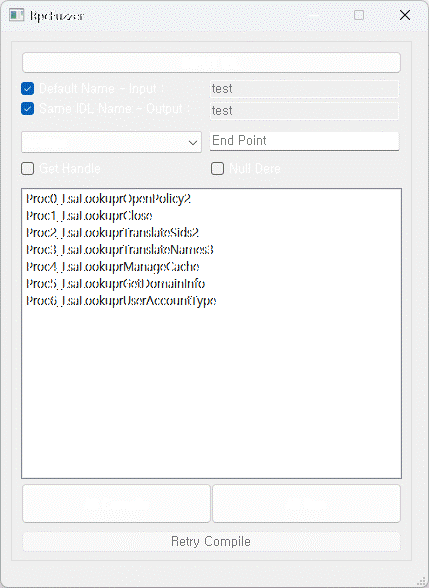 RpcFuzzer
Default Name - Input :
test
Same IDL Name - Output :
test
End Point
Get Handle
Null Dere
Proc0_LsaLookuprOpenPolicy2
Proc1_LsaLookuprClose
Proc2_LsaLookuprTranslateSids2
Proc3_LsaLookuprTranslateNames3
Proc4_LsaLookuprManageCache
Proc5_LsaLookuprGetDomainInfo
Proc6_LsaLookuprUserAccountType
Retry Compile